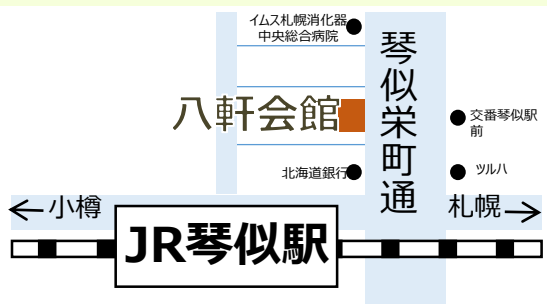 イムス札幌消化器
中央総合病院
琴似栄町通
八軒会館
交番琴似駅
前
北海道銀行
ツルハ
小樽
札幌
JR琴似駅